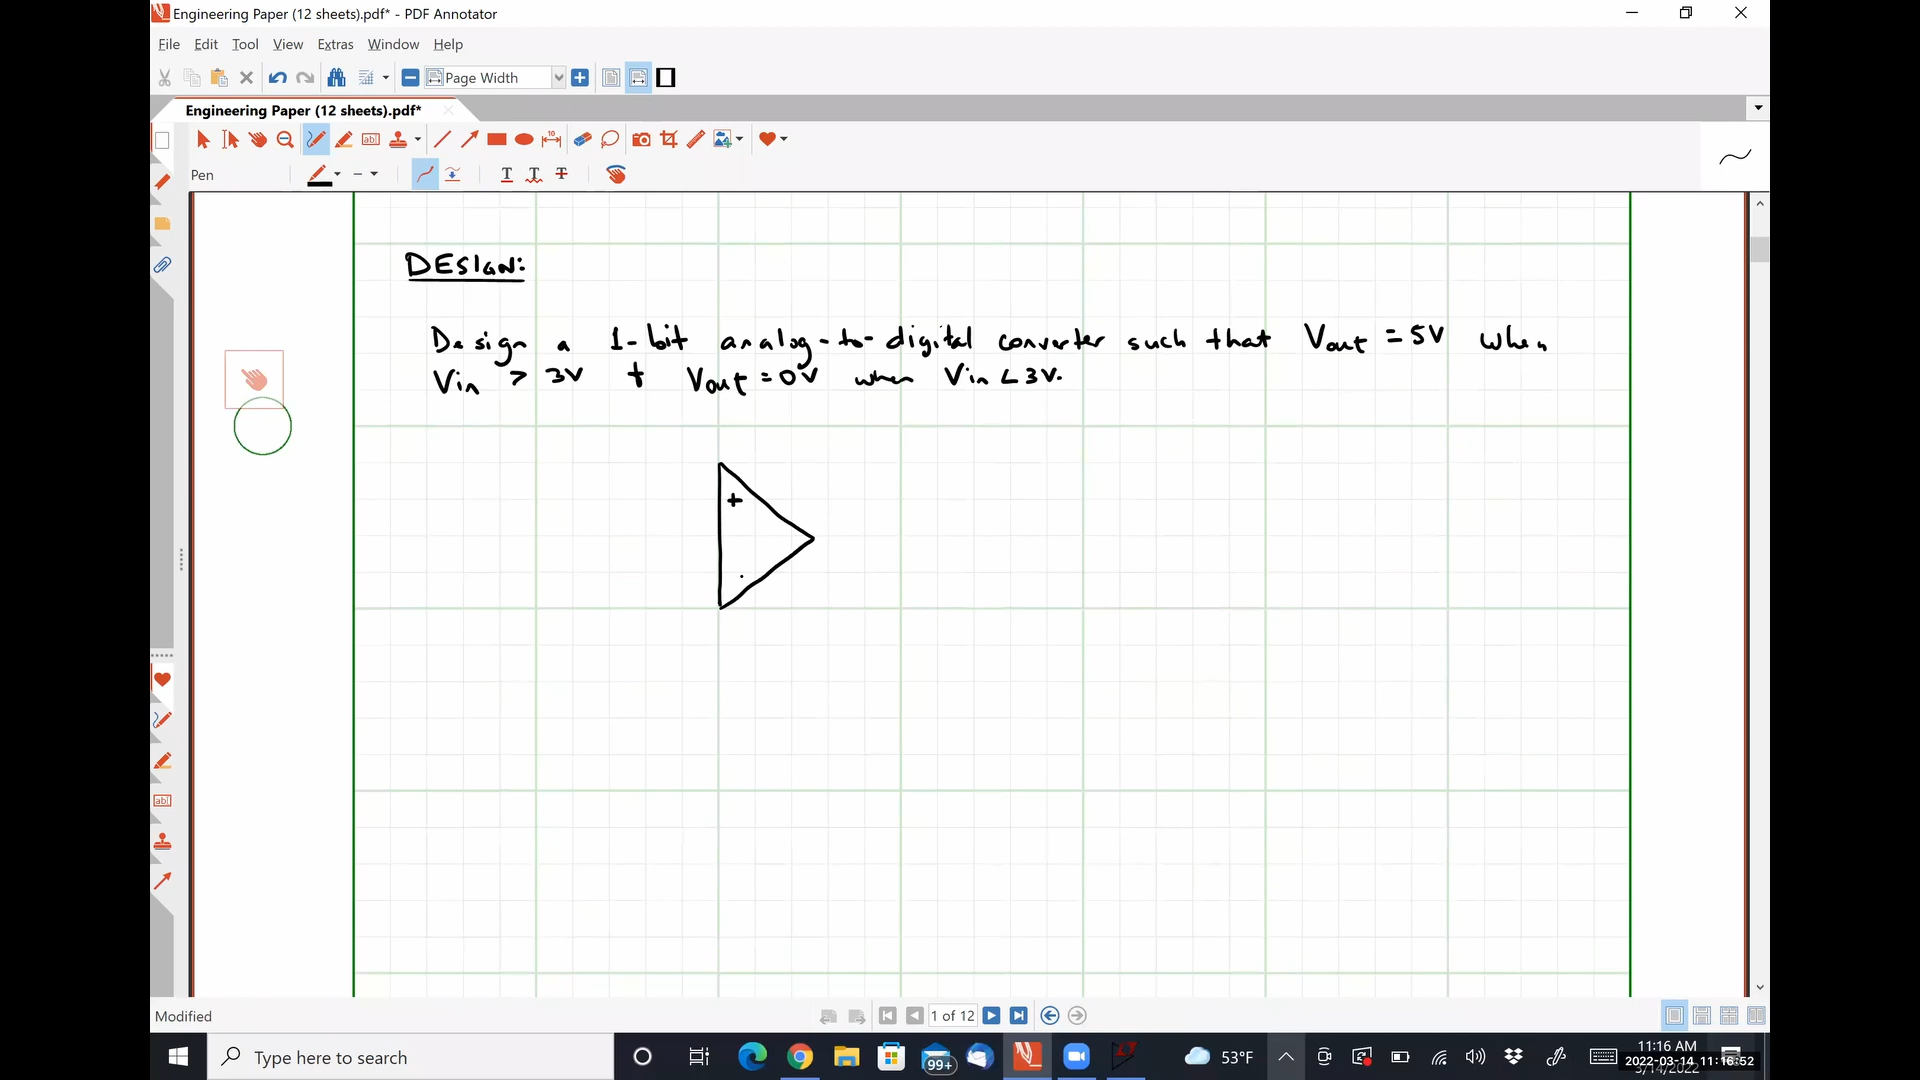 Engineering Paper (12 sheets).pdf* - PDF Annotator
File Edit Tool View Extras Window Help
Page Width
Engineering Paper (12 sheets).pdf*
Pen
DESIGN:
Design a 1-bit analog-to-digital converter such that Vout = 5V when
Vin > 3V + Vout = 0V when Vin < 3V.
+
Modified
1 of 12
Type here to search
99+
53°F
11:16 AM
2022-03-14 11:16:52